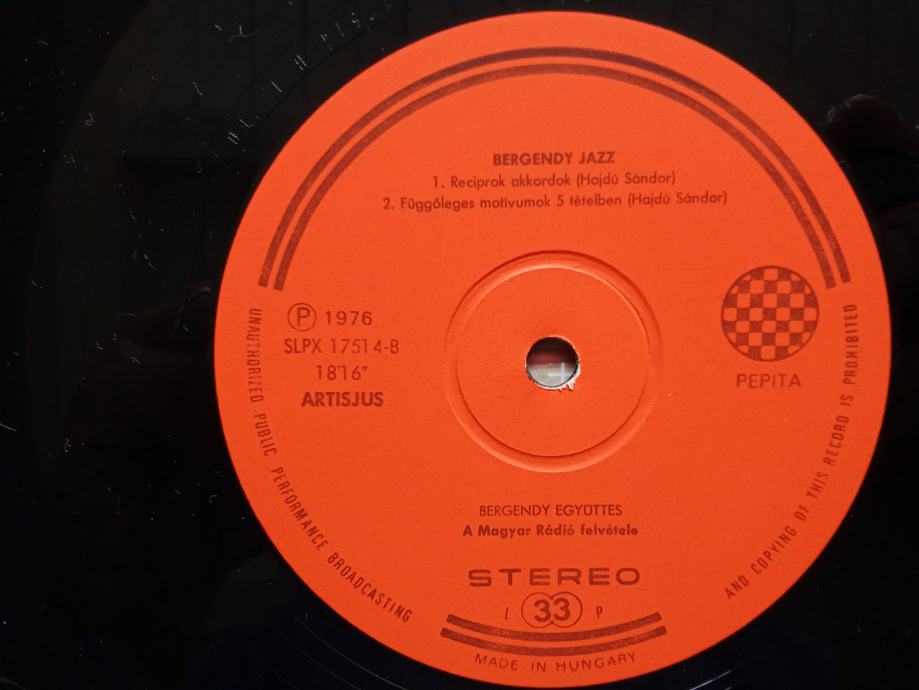 BERGENDY JAZZ
1. Reciprok akkordok (Hajdú Sándor)
2. Függőleges motívumok 5 tételben (Hajdú Sándor)
Ⓟ 1976
SLPX 17514-B
18'16"
ARTISJUS
PEPITA
BERGENDY EGYÜTTES
A Magyar Rádió felvétele
STEREO
L 33 P
MADE IN HUNGARY
UNAUTHORIZED PUBLIC PERFORMANCE BROADCASTING
AND COPYING OF THIS RECORD IS PROHIBITED